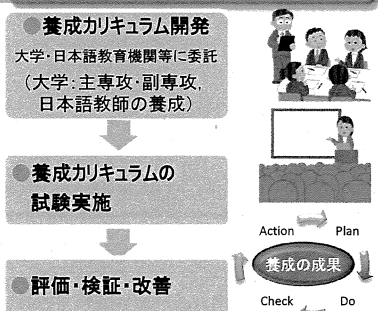 ●養成カリキュラム開発
大学・日本語教育機関等に委託
(大学:主専攻・副専攻,
日本語教師の養成)
●養成カリキュラムの
試験実施
●評価・検証・改善
Action Plan
養成の成果
Check Do